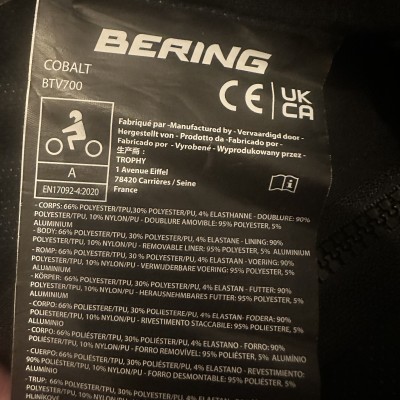 BERING
COBALT
BTV700
CE UK
CA
Fabriqué par -Manufactured by - Vervaardigd door -
Hergestellt von - Prodotto da -Fabricado por -
Fabricado por - Vyrobené - Wyprodukowany przez -
生产商:
TROPHY
1 Avenue Eiffel
78420 Carrières / Seine
France
A
EN17092-4:2020
i
- CORPS: 66% POLYESTER/TPU,30% POLYESTER/PU, 4% ELASTHANNE - DOUBLURE: 90%
POLYESTER/TPU, 10% NYLON/PU - DOUBLURE AMOVIBLE: 95% POLYESTER, 5%
ALUMINIUM
- BODY: 66% POLYESTER/TPU, 30% POLYESTER/PU, 4% ELASTANE - LINING: 90%
POLYESTER/TPU, 10% NYLON/PU - REMOVABLE LINER: 95% POLYESTER, 5% ALUMINIUM
- ROMP: 66% POLYESTER/TPU, 30% POLYESTER/PU, 4% ELASTAAN - VOERING: 90%
POLYESTER/TPU, 10% NYLON/PU - VERWIJDERBARE VOERING: 95% POLYESTER, 5%
ALUMINIUM
- KÖRPER: 66% POLYESTER/TPU, 30% POLYESTER/PU, 4% ELASTAN - FUTTER: 90%
POLYESTER/TPU, 10% NYLON/PU - HERAUSNEHMBARES FUTTER: 95% POLYESTER, 5%
ALUMINIUM
- CORPO: 66% POLIESTERE/TPU, 30% POLIESTERE/PU, 4% ELASTAN- FODERA: 90%
POLIESTERE/TPU, 10% NYLON/PU - RIVESTIMENTO STACCABILE: 95% POLIESTERE, 5%
ALLUMINIO
- CORPO: 66% POLIÉSTER/TPU, 30% POLIÉSTER/PU, 4% ELASTANO - FORRO: 90%
POLIÉSTER/TPU, 10% NYLON/PU - FORRO REMOVÍVEL: 95% POLIÉSTER, 5% ALUMÍNIO
- CUERPO: 66% POLIÉSTER/TPU, 30% POLIÉSTER/PU, 4% ELASTANO - REVESTIMIENTO:
90% POLIÉSTER/TPU, 10% NYLON/PU - FORRO DESMONTABLE: 95% POLIÉSTER, 5%
ALUMINIO
- TRUP: 66% POLYESTER/TPU, 30% POLYESTER/PU, 4%
HLINÍKOVÉ